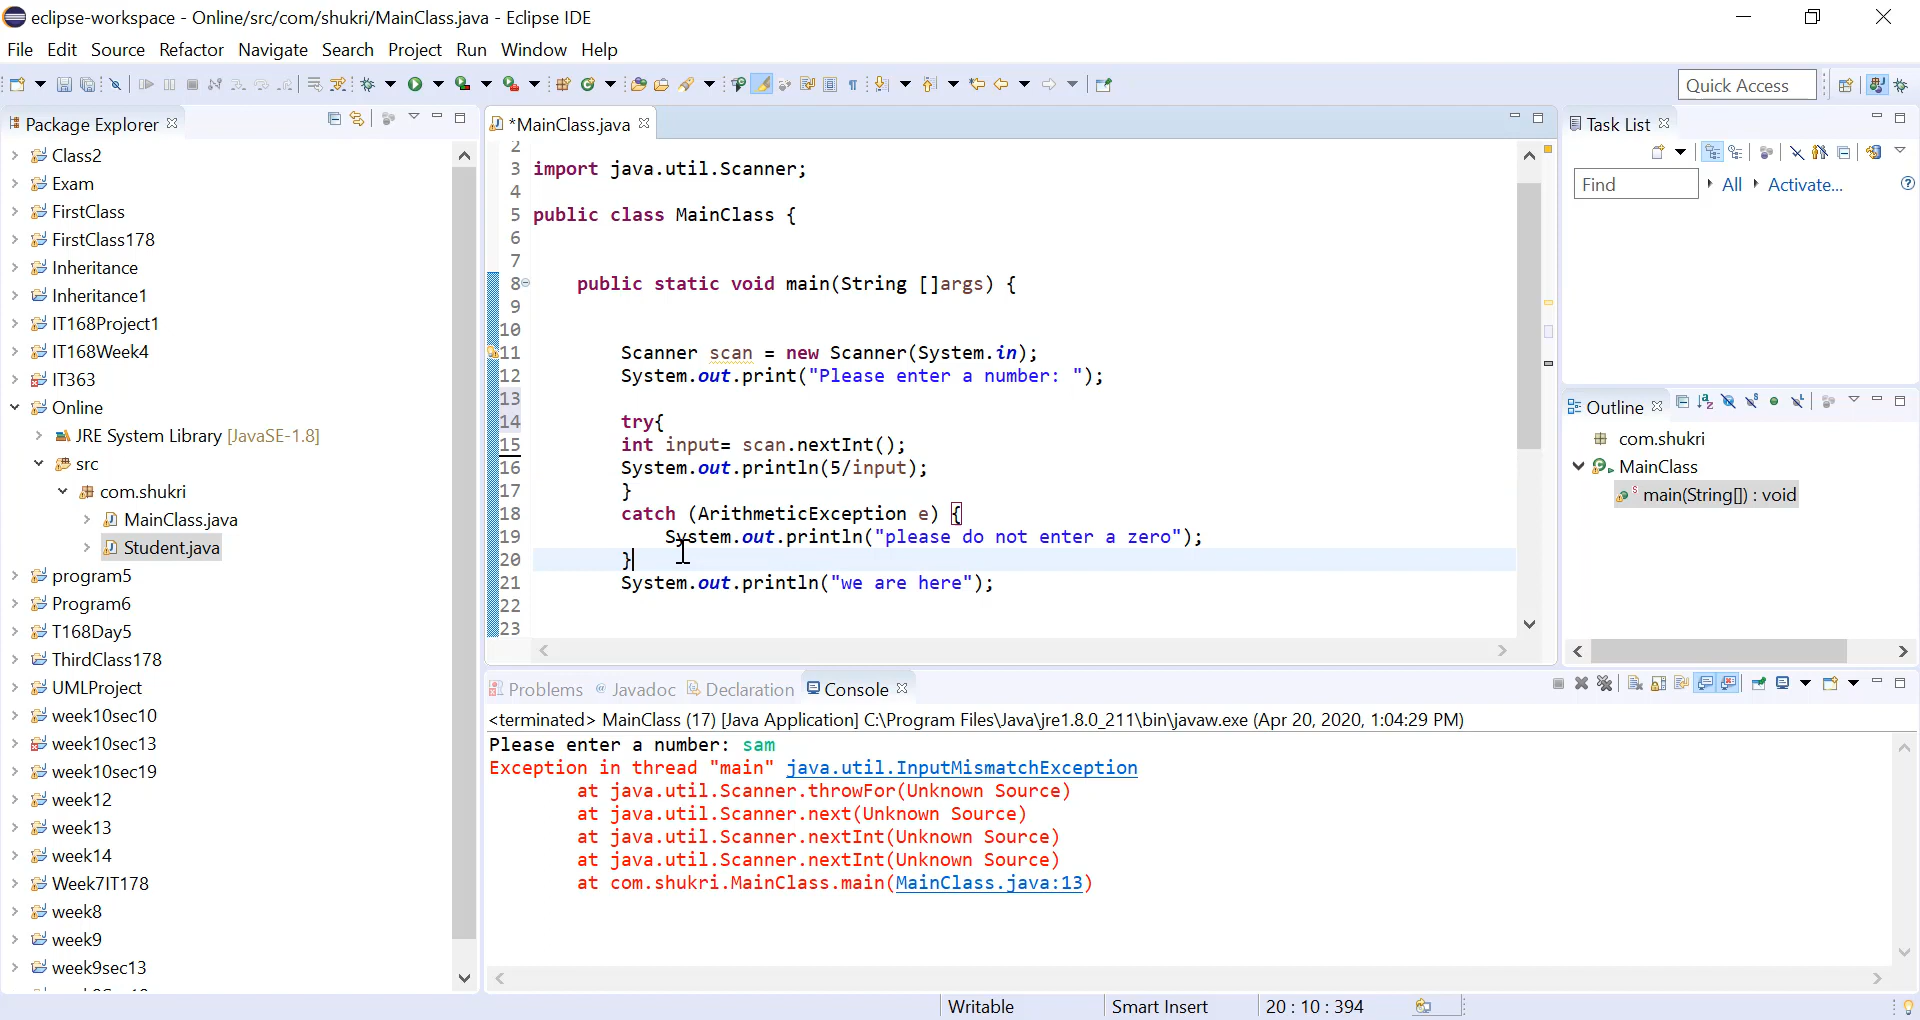 eclipse-workspace - Online/src/com/shukri/MainClass.java - Eclipse IDE
File Edit Source Refactor Navigate Search Project Run Window Help
Quick Access
Package Explorer
Class2
Exam
FirstClass
FirstClass178
Inheritance
Inheritance1
IT168Project1
IT168Week4
IT363
Online
JRE System Library [JavaSE-1.8]
src
com.shukri
MainClass.java
Student.java
program5
Program6
T168Day5
ThirdClass178
UMLProject
week10sec10
week10sec13
week10sec19
week12
week13
week14
Week7IT178
week8
week9
week9sec13
*MainClass.java
2
3 import java.util.Scanner;
4
5 public class MainClass {
6
7
8 public static void main(String []args) {
9
10
11 Scanner scan = new Scanner(System.in);
12 System.out.print("Please enter a number: ");
13
14 try{
15 int input= scan.nextInt();
16 System.out.println(5/input);
17 }
18 catch (ArithmeticException e) {
19 System.out.println("please do not enter a zero");
20 }
21 System.out.println("we are here");
22
23
Task List
Find All Activate...
Outline
com.shukri
MainClass
main(String[]) : void
Problems Javadoc Declaration Console
<terminated> MainClass (17) [Java Application] C:\Program Files\Java\jre1.8.0_211\bin\javaw.exe (Apr 20, 2020, 1:04:29 PM)
Please enter a number: sam
Exception in thread "main" java.util.InputMismatchException
at java.util.Scanner.throwFor(Unknown Source)
at java.util.Scanner.next(Unknown Source)
at java.util.Scanner.nextInt(Unknown Source)
at java.util.Scanner.nextInt(Unknown Source)
at com.shukri.MainClass.main(MainClass.java:13)
Writable Smart Insert 20 : 10 : 394